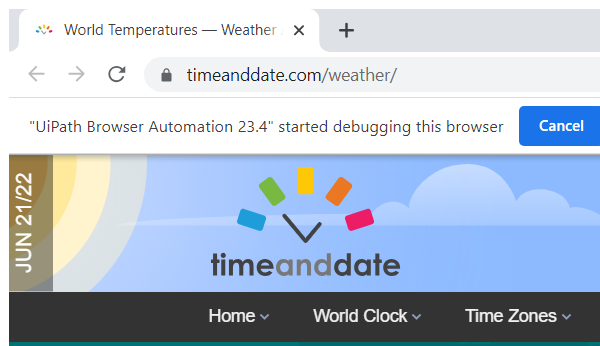 World Temperatures — Weather
timeanddate.com/weather/
"UiPath Browser Automation 23.4" started debugging this browser
Cancel
JUN 21/22
timeanddate
Home
World Clock
Time Zones